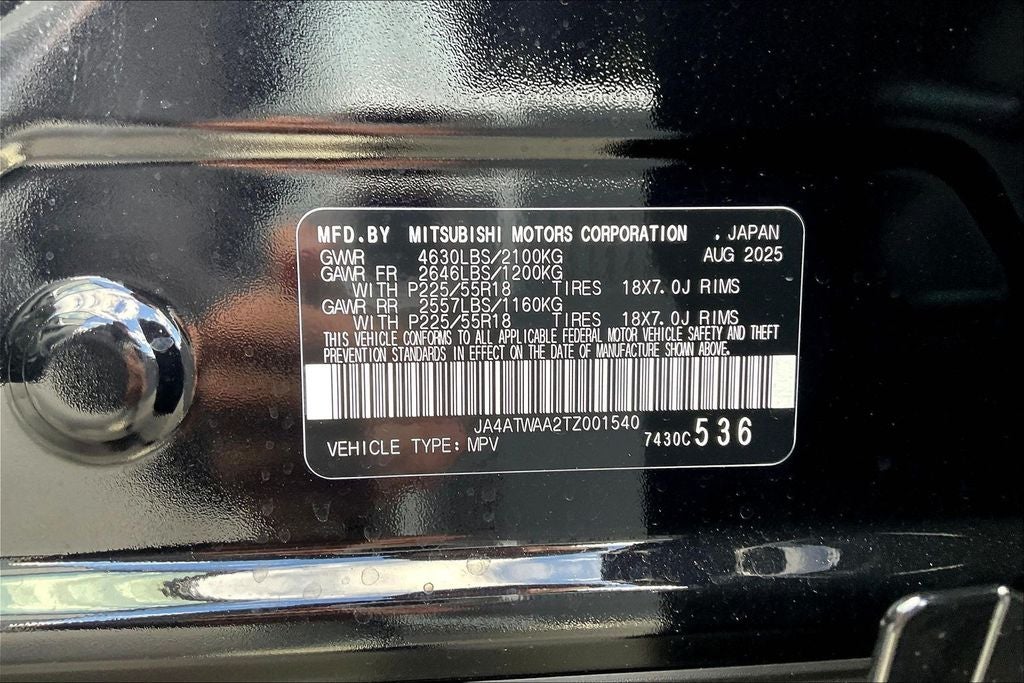 MFD.BY MITSUBISHI MOTORS CORPORATION . JAPAN
AUG 2025
GVWR 4630LBS/2100KG
GAWR FR 2646LBS/1200KG
WITH P225/55R18 TIRES 18X7.0J RIMS
GAWR RR 2557LBS/1160KG
WITH P225/55R18 TIRES 18X7.0J RIMS
THIS VEHICLE CONFORMS TO ALL APPLICABLE FEDERAL MOTOR VEHICLE SAFETY AND THEFT
PREVENTION STANDARDS IN EFFECT ON THE DATE OF MANUFACTURE SHOWN ABOVE.
JA4ATWAA2TZ001540
VEHICLE TYPE: MPV 7430C 536